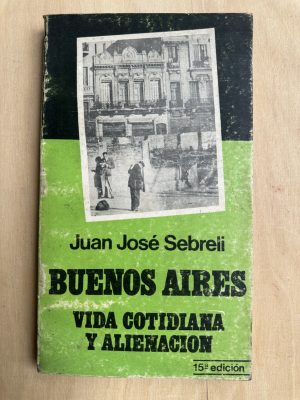 Juan José Sebreli
BUENOS AIRES
VIDA COTIDIANA
Y ALIENACION
15ª edición